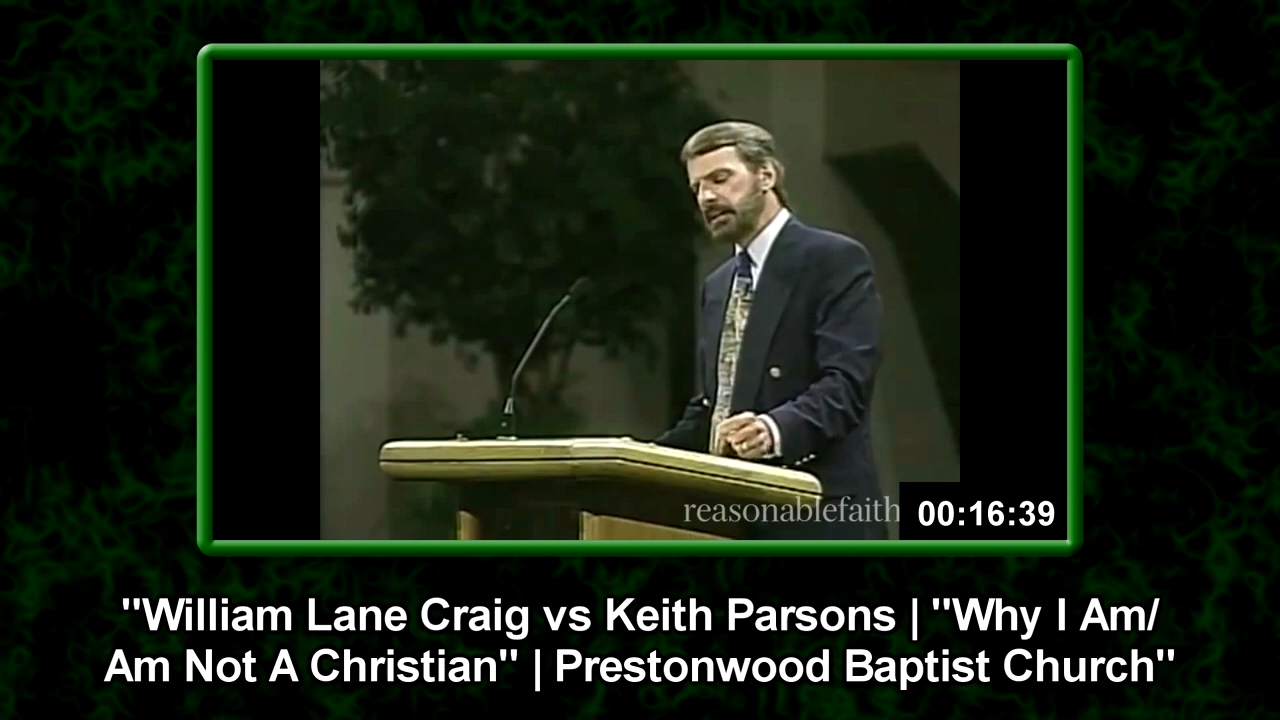 reasonablefaith
00:16:39
"William Lane Craig vs Keith Parsons | "Why I Am/
Am Not A Christian" | Prestonwood Baptist Church"